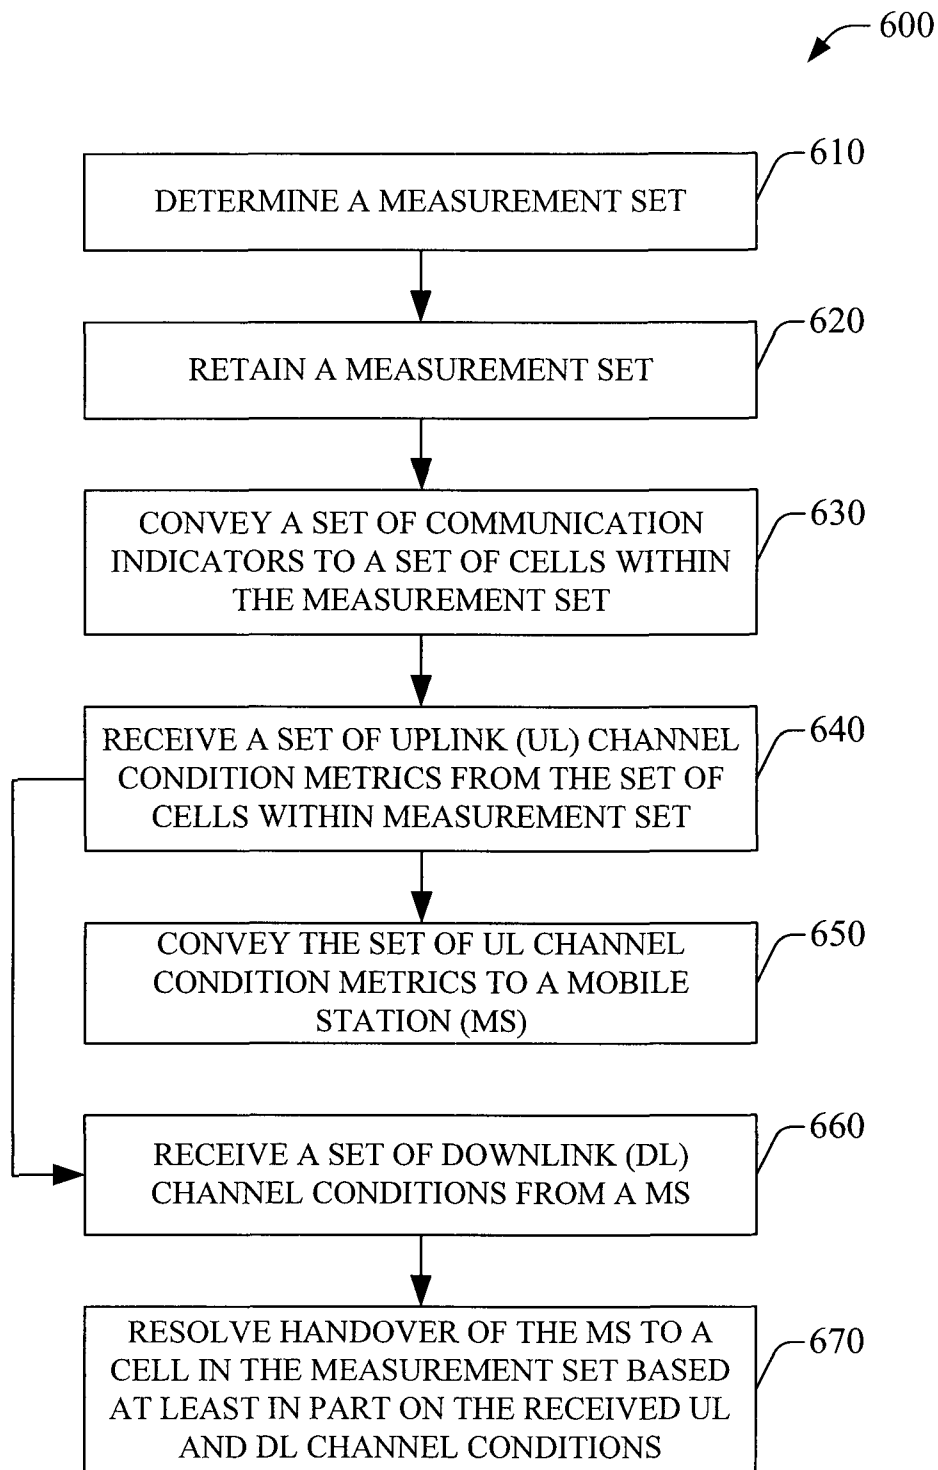 600
610
DETERMINE A MEASUREMENT SET
620
RETAIN A MEASUREMENT SET
630
CONVEY A SET OF COMMUNICATION
INDICATORS TO A SET OF CELLS WITHIN
THE MEASUREMENT SET
640
RECEIVE A SET OF UPLINK (UL) CHANNEL
CONDITION METRICS FROM THE SET OF
CELLS WITHIN MEASUREMENT SET
650
CONVEY THE SET OF UL CHANNEL
CONDITION METRICS TO A MOBILE
STATION (MS)
660
RECEIVE A SET OF DOWNLINK (DL)
CHANNEL CONDITIONS FROM A MS
670
RESOLVE HANDOVER OF THE MS TO A
CELL IN THE MEASUREMENT SET BASED
AT LEAST IN PART ON THE RECEIVED UL
AND DL CHANNEL CONDITIONS